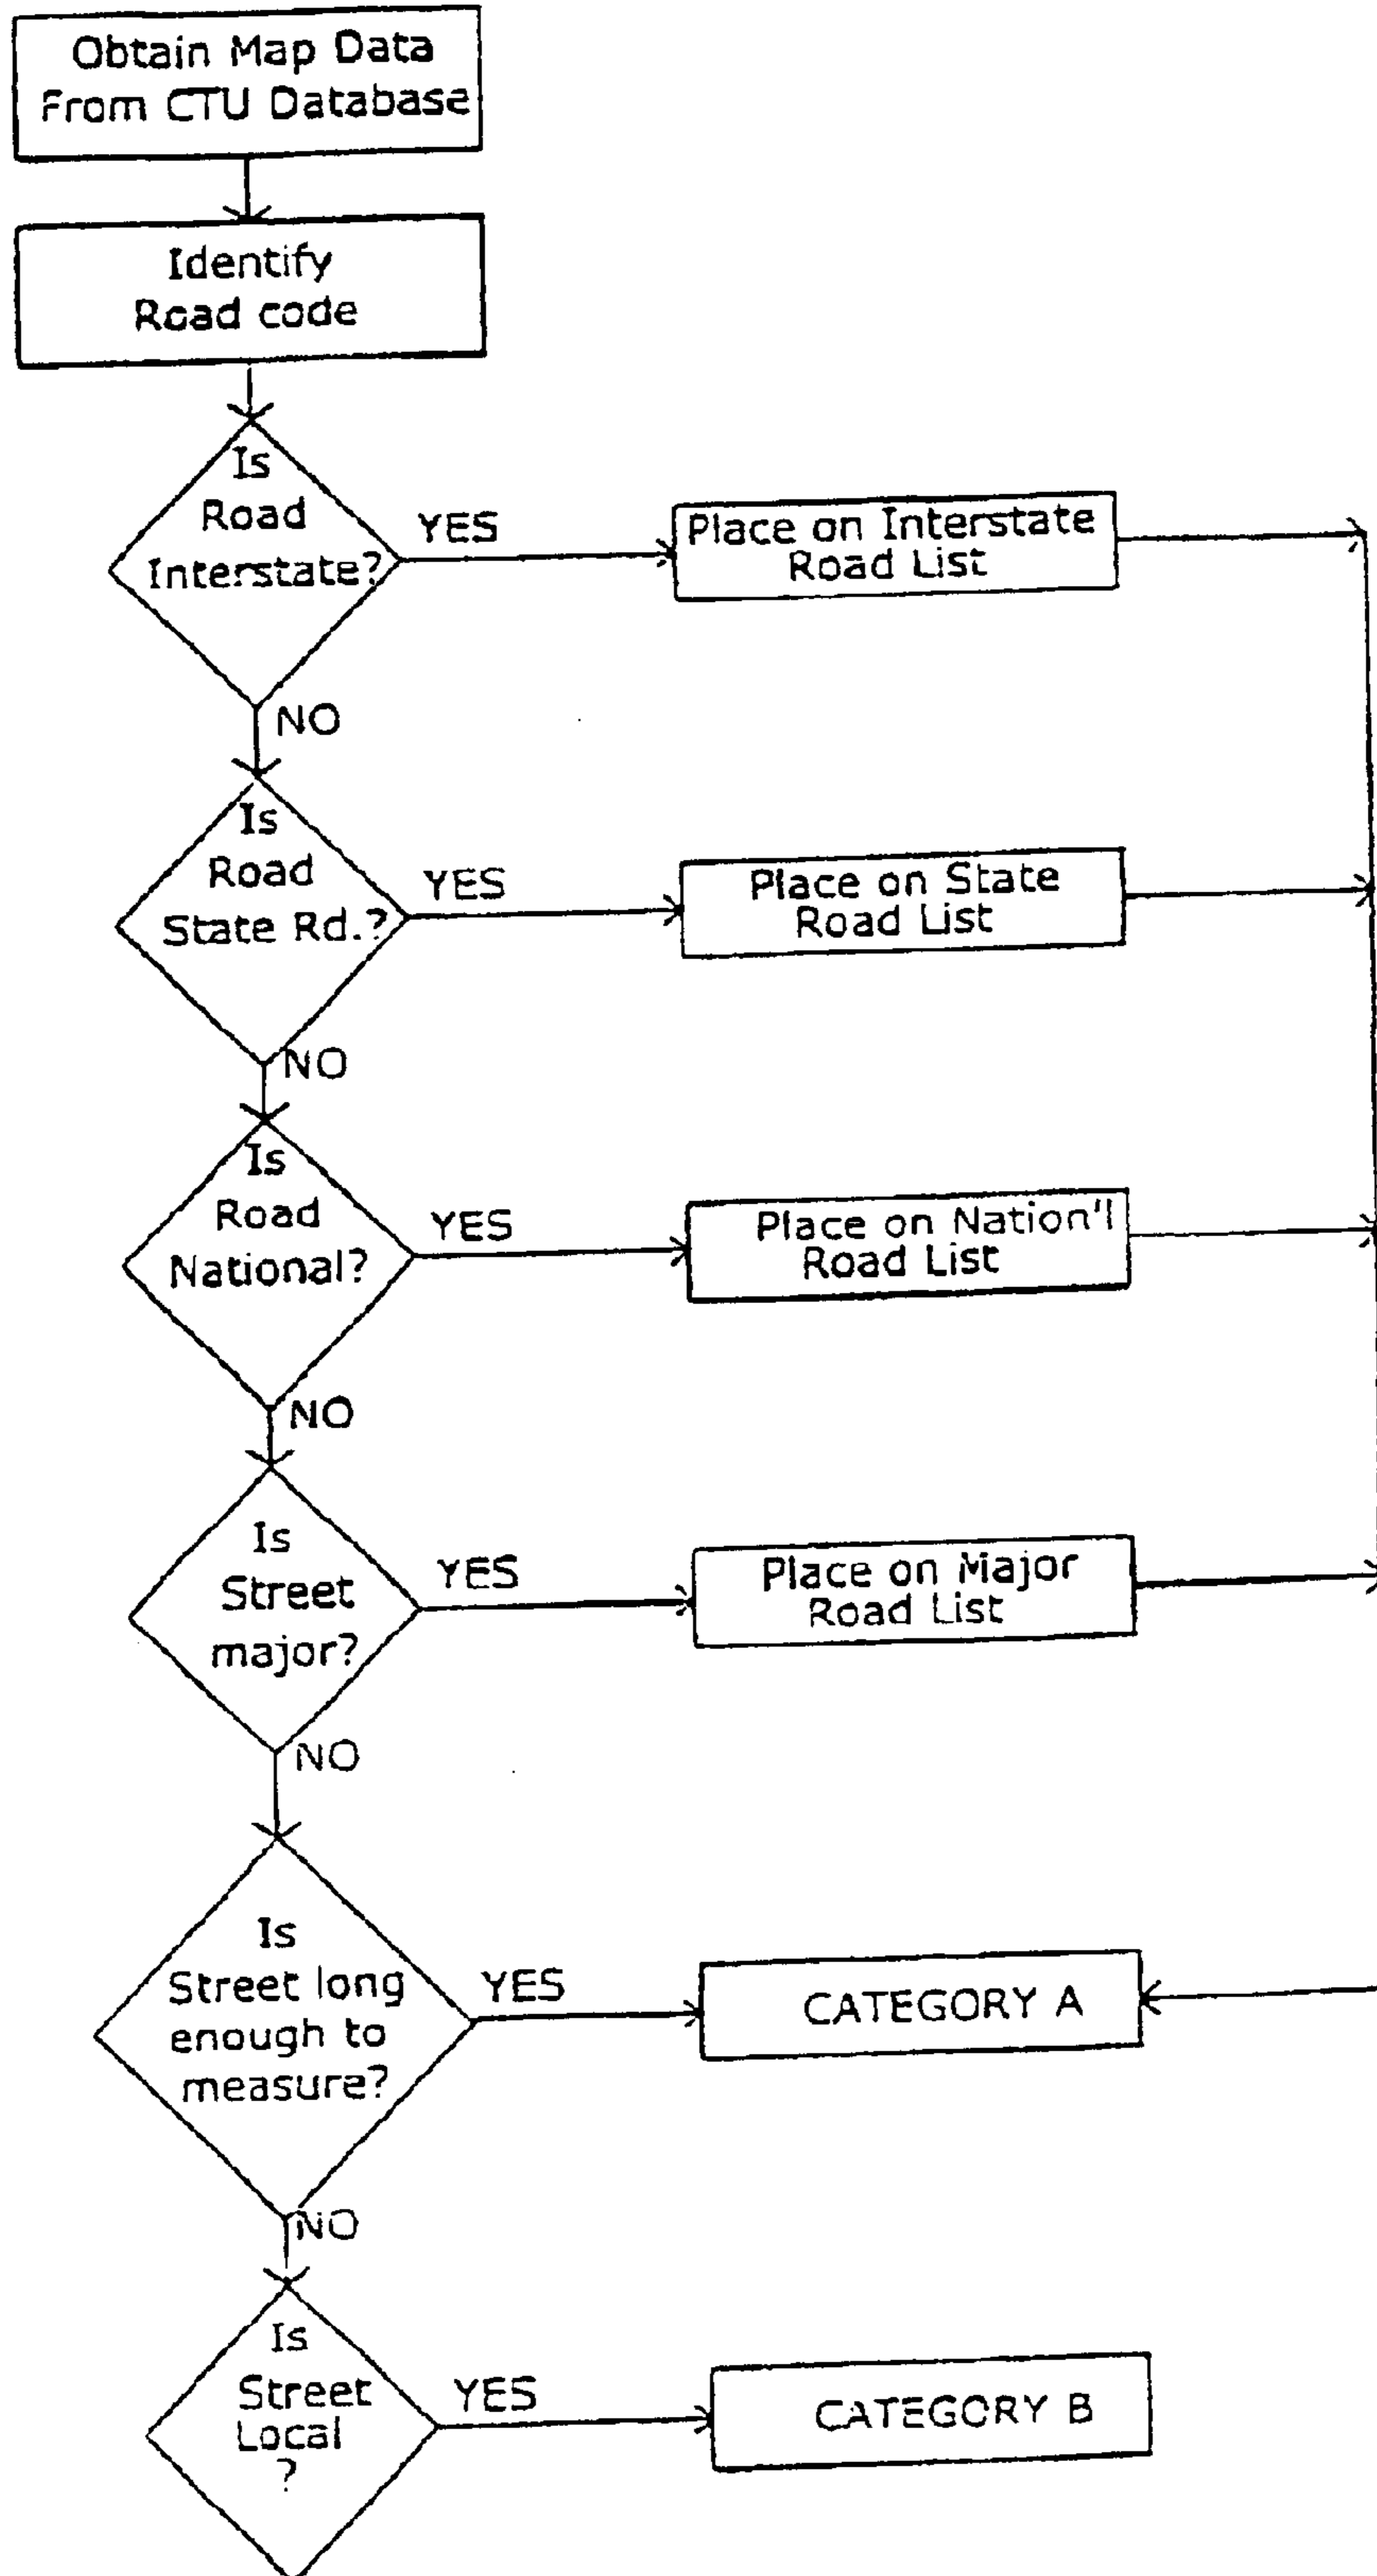 Obtain Map Data
From CTU Database
Identify
Road code
Is
Road
Interstate?
YES
Place on Interstate
Road List
NO
Is
Road
State Rd.?
YES
Place on State
Road List
NO
Is
Road
National?
YES
Place on Nation'l
Road List
NO
Is
Street
major?
YES
Place on Major
Road List
NO
Is
Street long
enough to
measure?
YES
CATEGORY A
NO
Is
Street
Local
?
YES
CATEGORY B